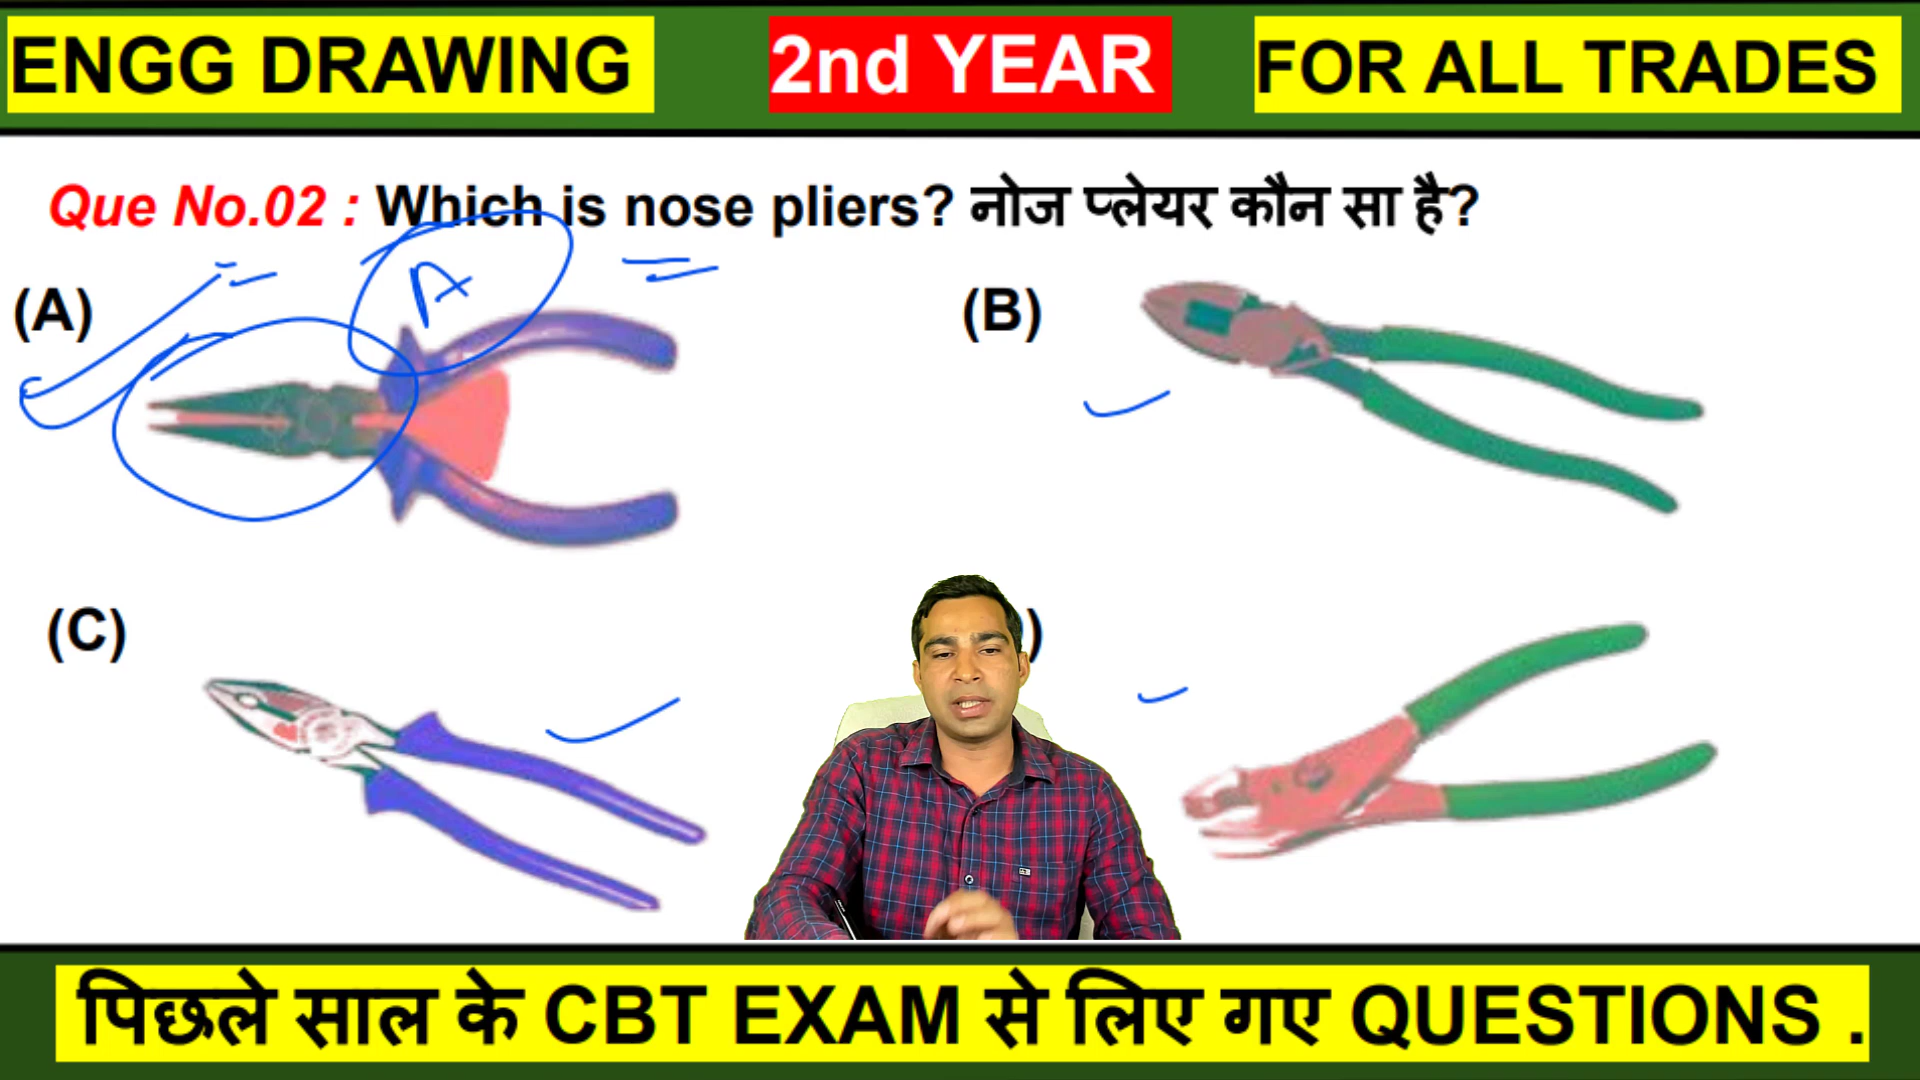 ENGG DRAWING 2nd YEAR FOR ALL TRADES
Que No.02 : Which is nose pliers? नोज प्लेयर कौन सा है?
A
(A)
(B)
(C)
)
पिछले साल के CBT EXAM से लिए गए QUESTIONS .